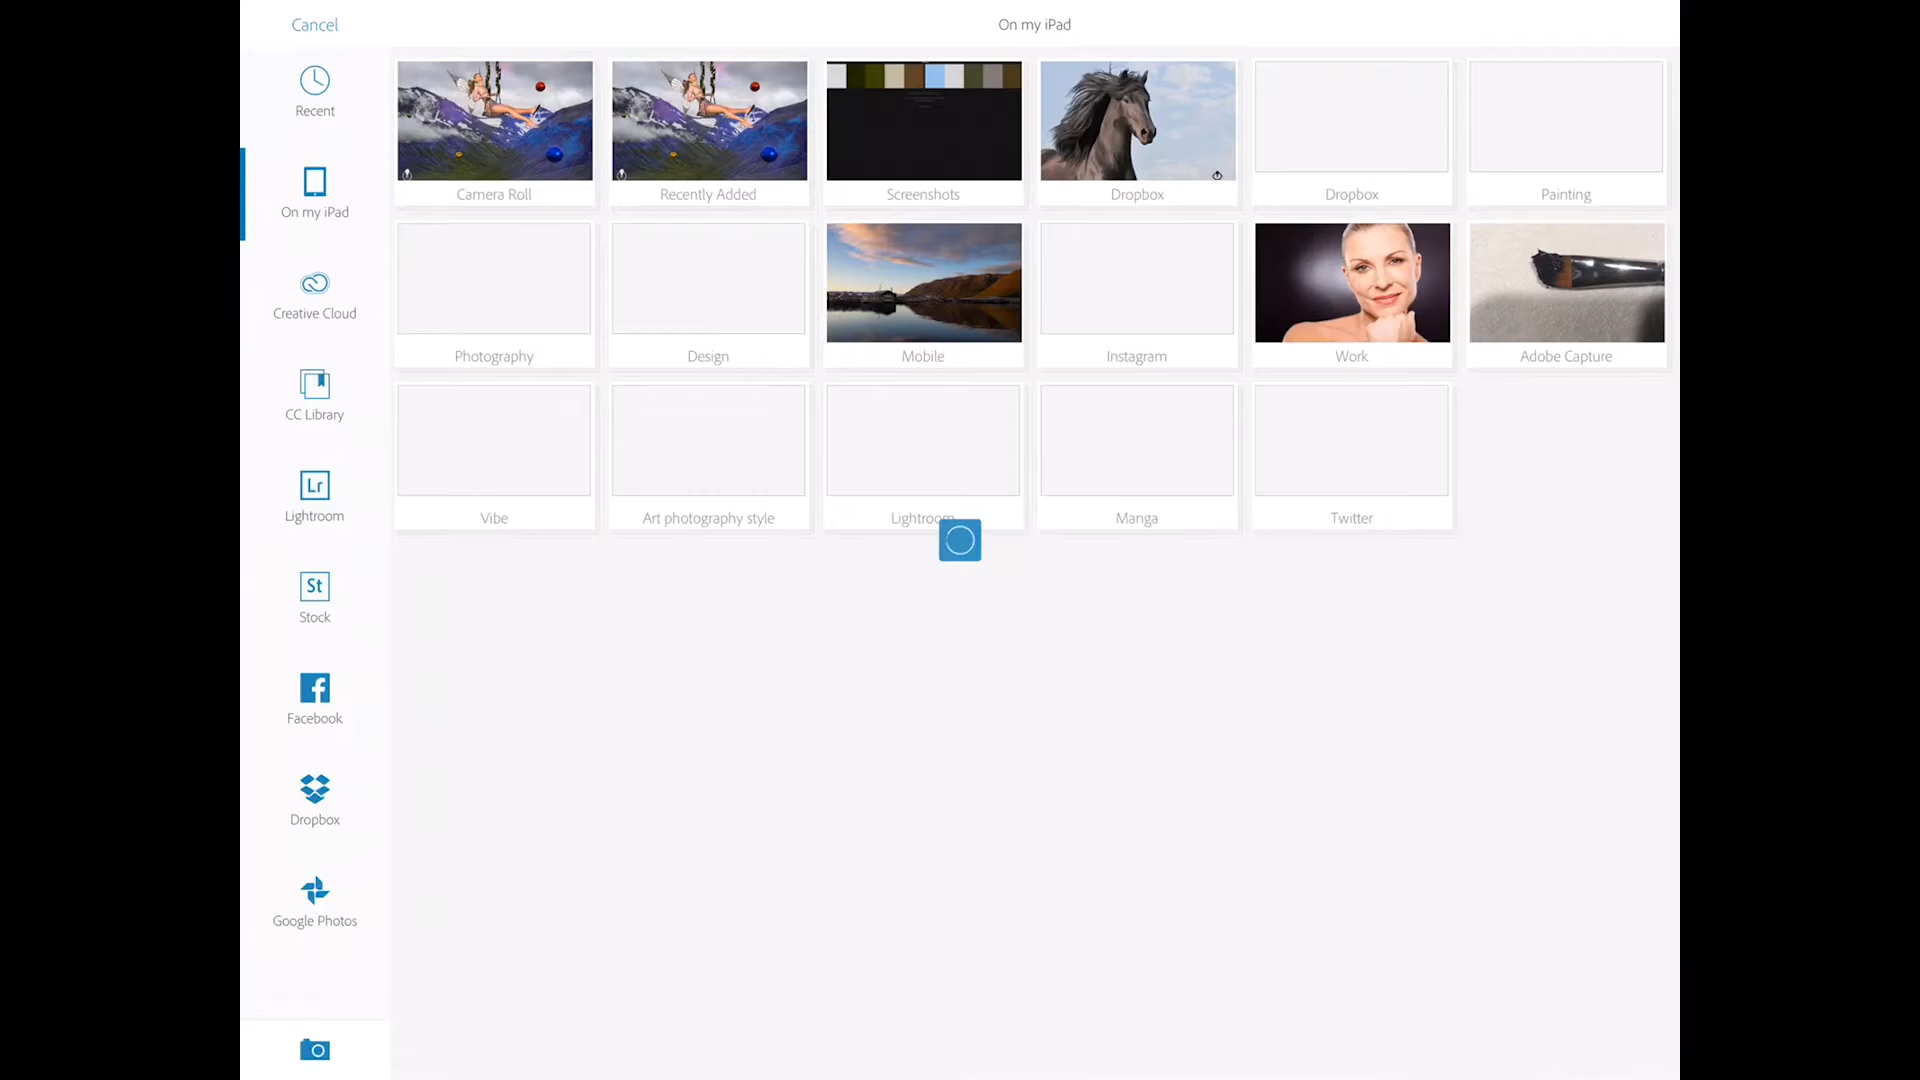 Cancel
On my iPad
Recent
On my iPad
Creative Cloud
CC Library
Lr
Lightroom
St
Stock
Facebook
Dropbox
Google Photos
Camera Roll
Recently Added
Screenshots
Dropbox
Dropbox
Painting
Photography
Design
Mobile
Instagram
Work
Adobe Capture
Vibe
Art photography style
Lightroom
Manga
Twitter